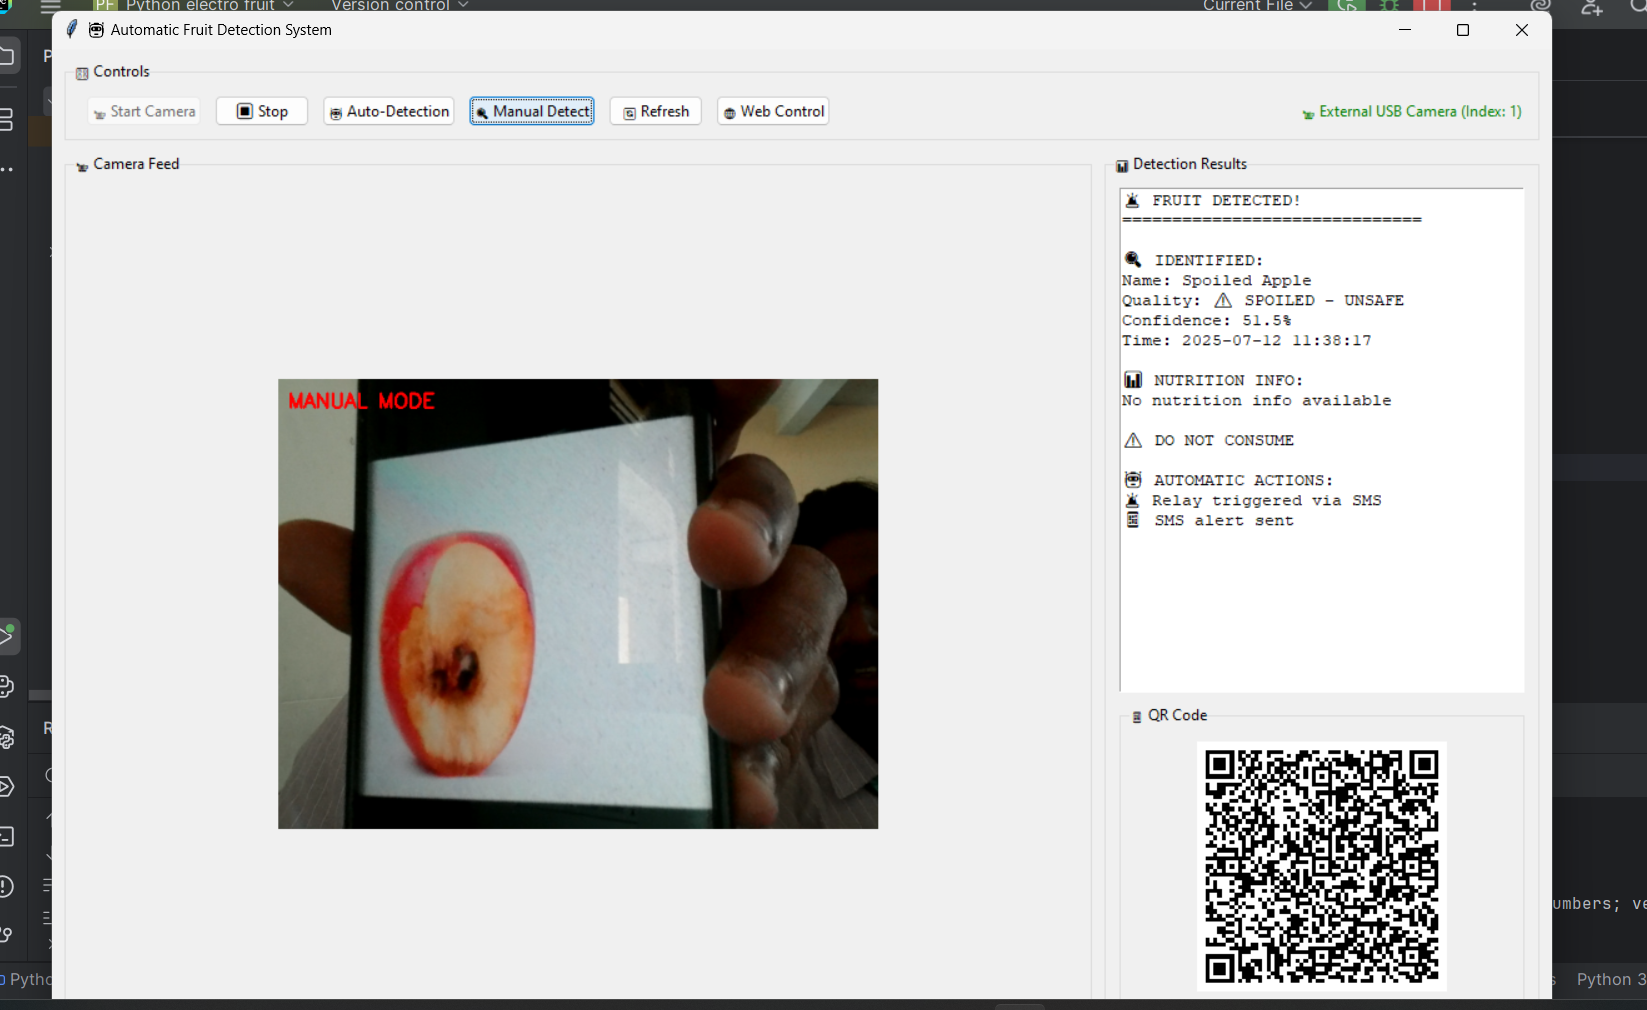 PF Python electro fruit Version control Current File
Automatic Fruit Detection System
Controls
Start Camera Stop Auto-Detection Manual Detect Refresh Web Control External USB Camera (Index: 1)
Camera Feed
MANUAL MODE
Detection Results
FRUIT DETECTED!
==============================
IDENTIFIED:
Name: Spoiled Apple
Quality: ⚠ SPOILED - UNSAFE
Confidence: 51.5%
Time: 2025-07-12 11:38:17
NUTRITION INFO:
No nutrition info available
⚠ DO NOT CONSUME
AUTOMATIC ACTIONS:
Relay triggered via SMS
SMS alert sent
QR Code
umbers; ve
Pytho
Python 3